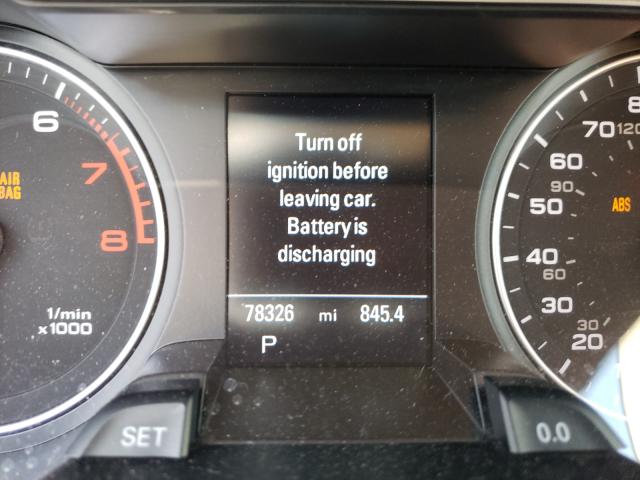 Turn off
ignition before
leaving car.
Battery is
discharging
78326 mi 845.4
P
6
7
8
AIR
BAG
1/min
x1000
SET
8
70
120
60
90
50
ABS
40
60
30
30
20
0.0